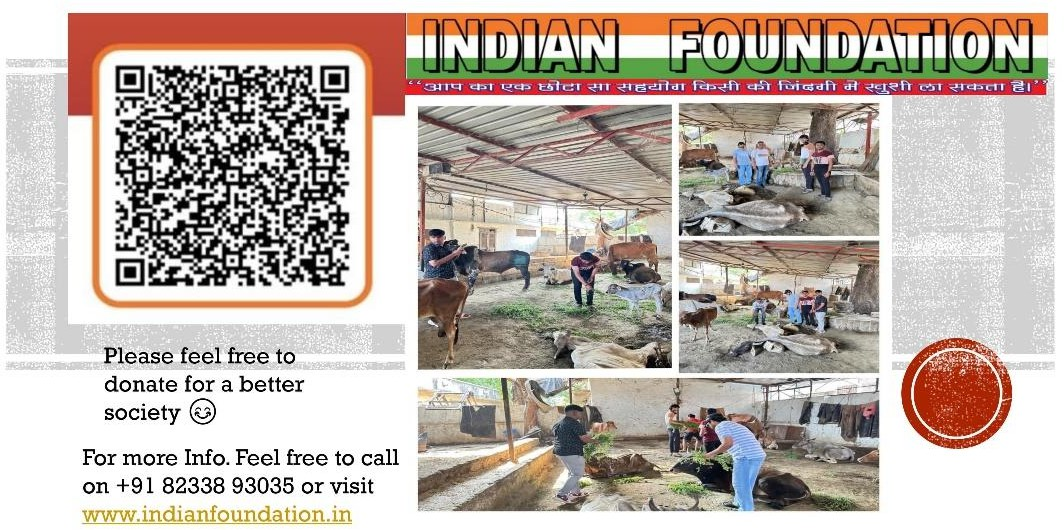 INDIAN FOUNDATION
‘‘आप का एक छोटा सा सहयोग किसी की जिंदगी मे खुशी ला सकता है।’’
Please feel free to
donate for a better
society 😊
For more Info. Feel free to call
on +91 82338 93035 or visit
www.indianfoundation.in